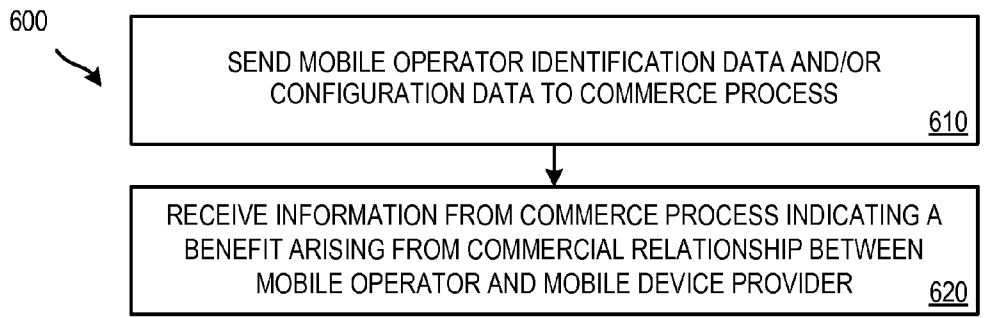 600
SEND MOBILE OPERATOR IDENTIFICATION DATA AND/OR
CONFIGURATION DATA TO COMMERCE PROCESS
610
RECEIVE INFORMATION FROM COMMERCE PROCESS INDICATING A
BENEFIT ARISING FROM COMMERCIAL RELATIONSHIP BETWEEN
MOBILE OPERATOR AND MOBILE DEVICE PROVIDER
620